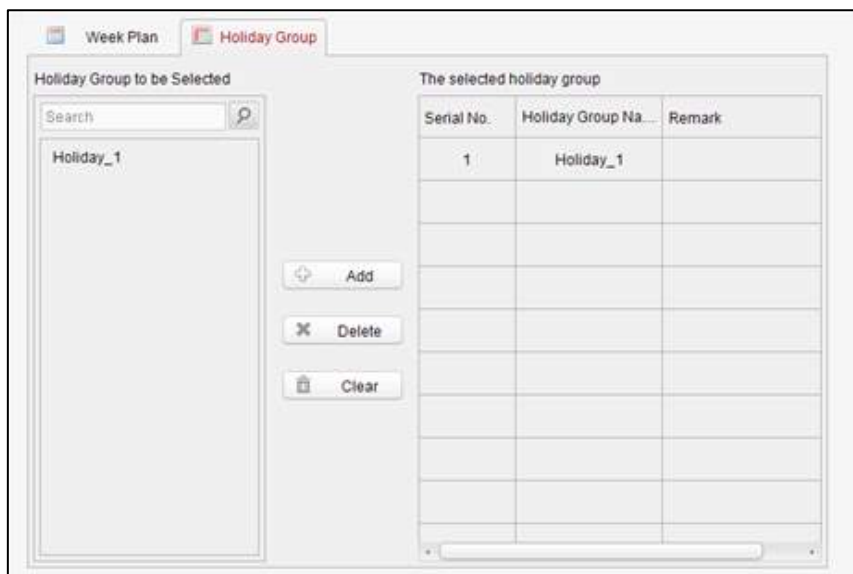 Week Plan Holiday Group
Holiday Group to be Selected
Search
Holiday_1
Add
Delete
Clear
The selected holiday group
Serial No. Holiday Group Na... Remark
1 Holiday_1